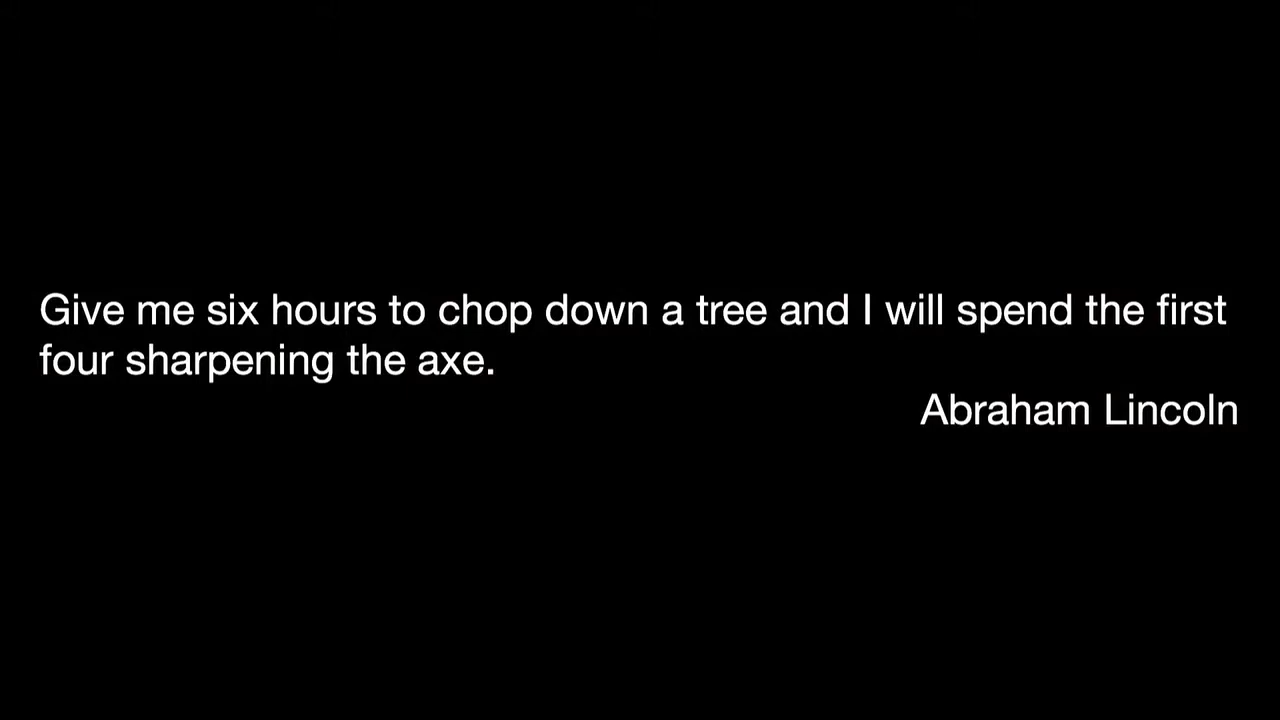 Give me six hours to chop down a tree and I will spend the first
four sharpening the axe.
Abraham Lincoln